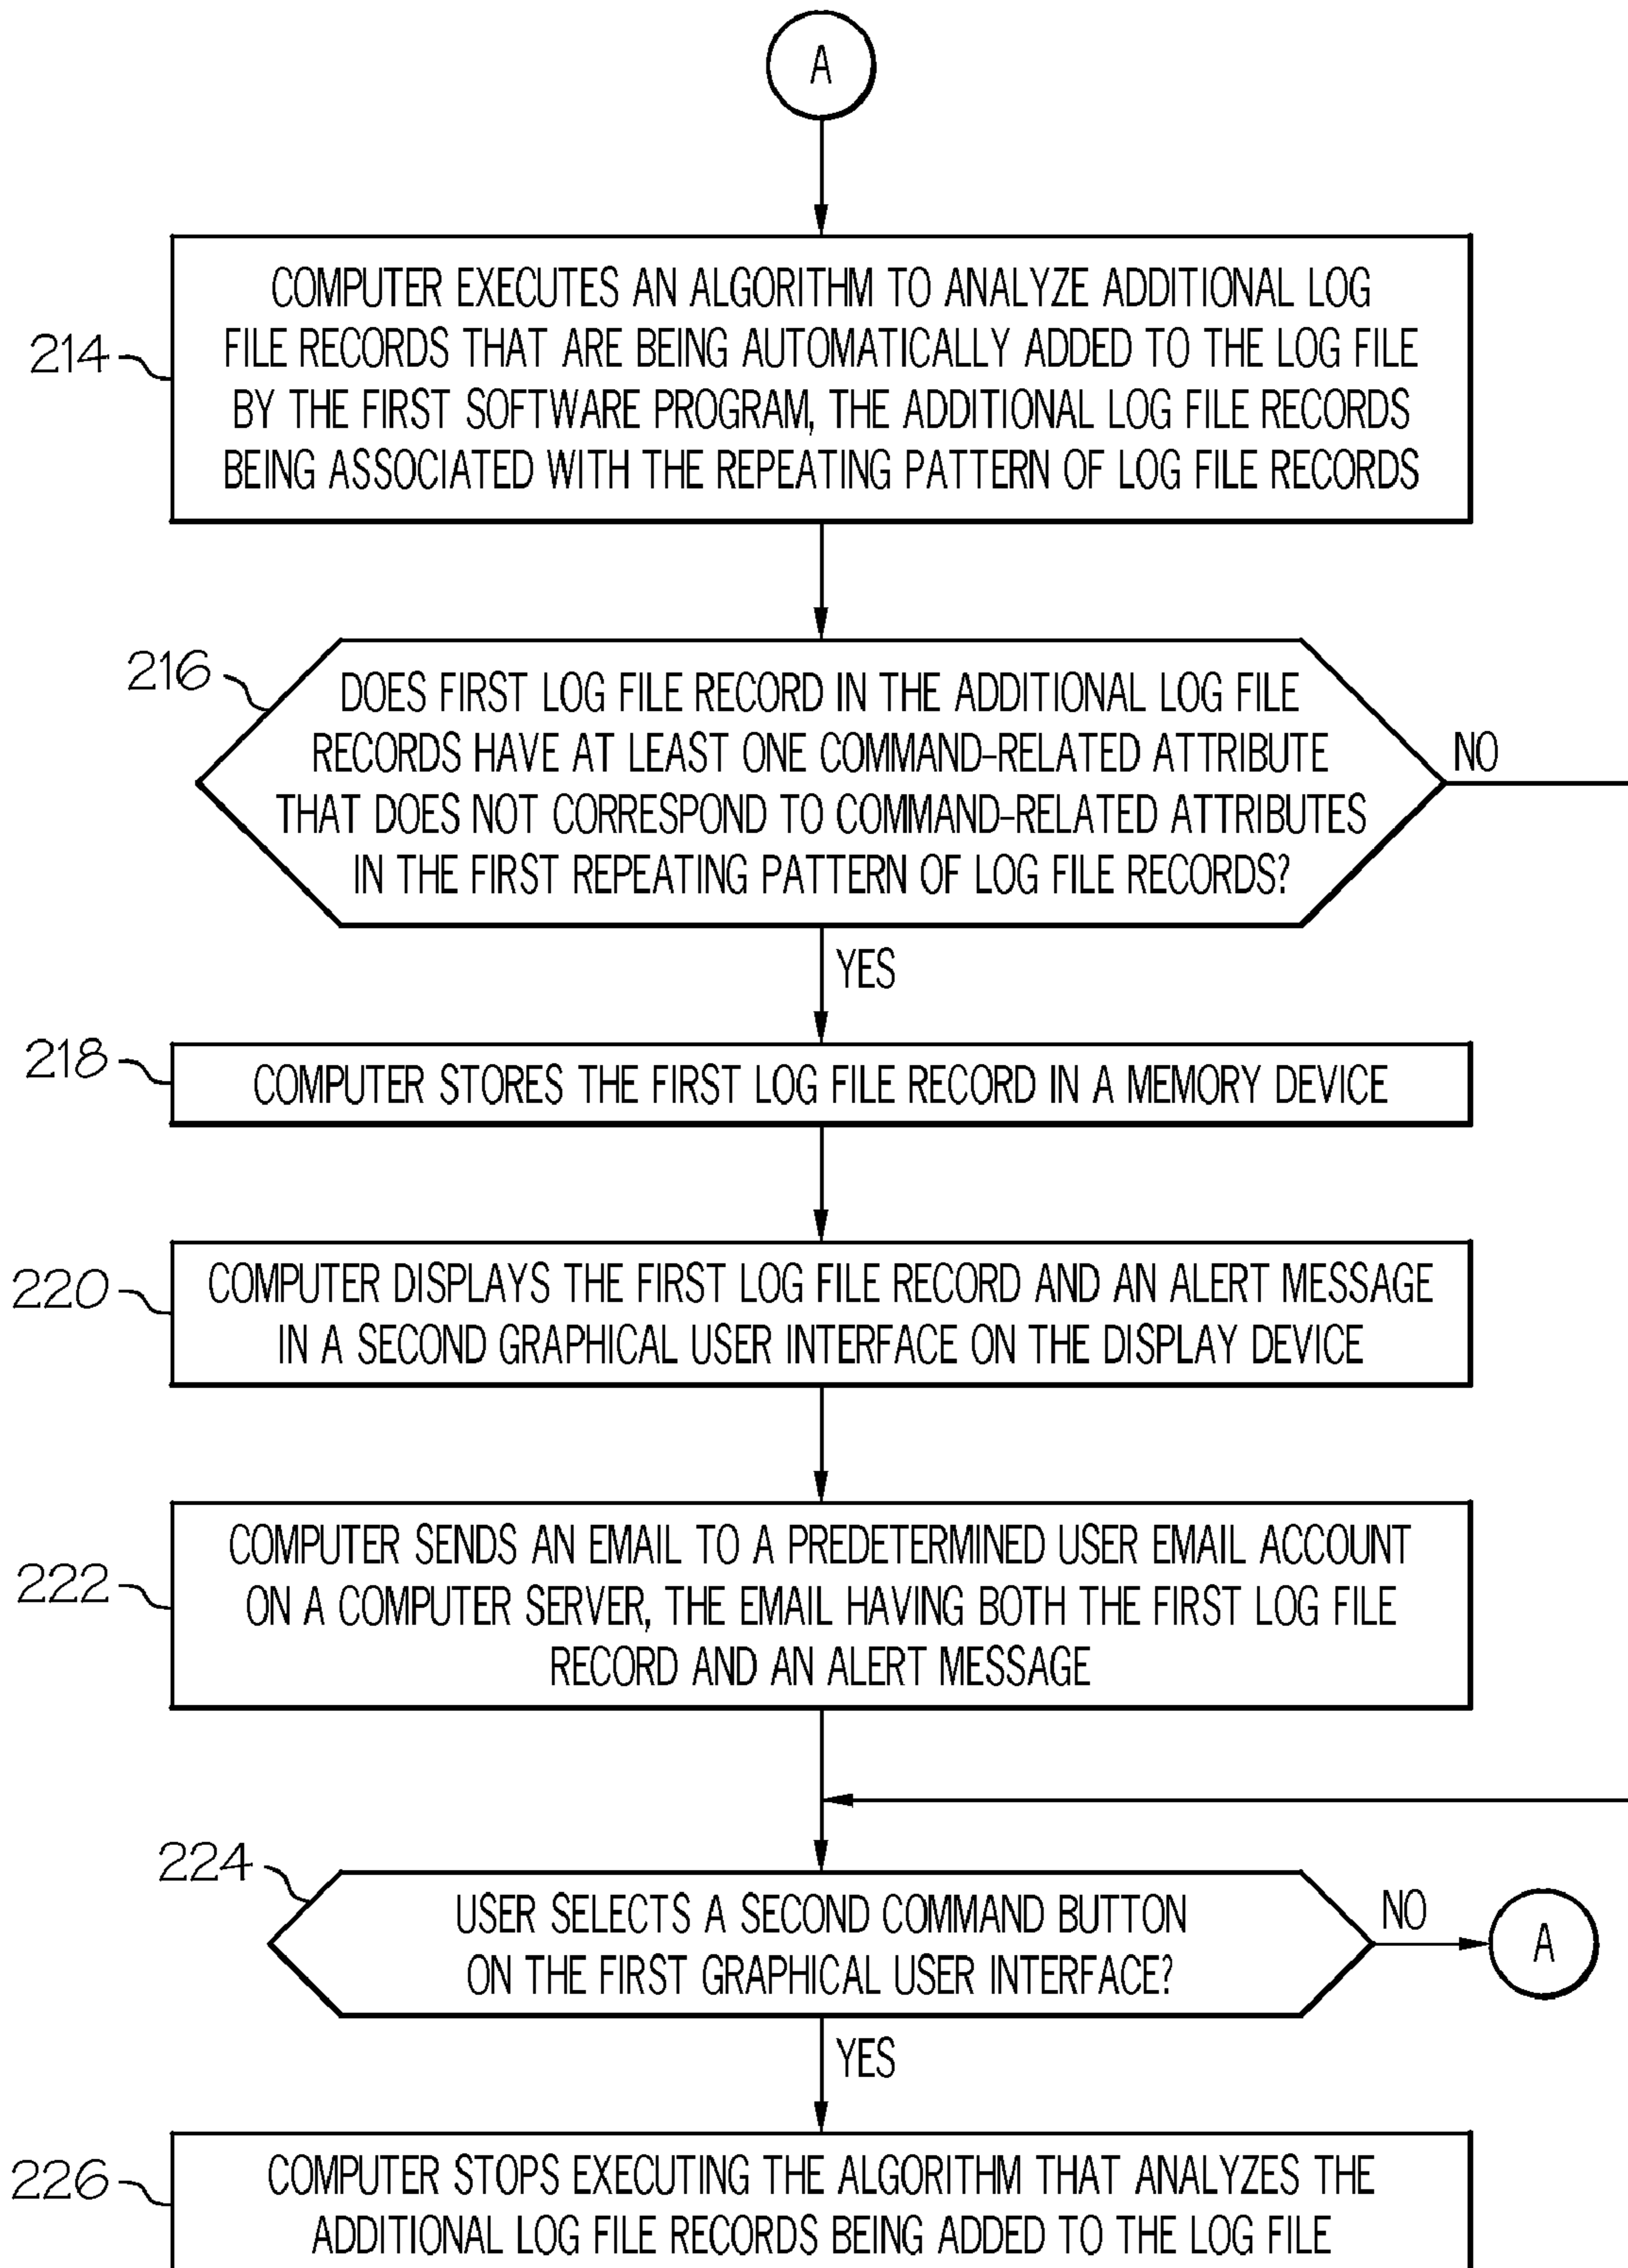 A
214
COMPUTER EXECUTES AN ALGORITHM TO ANALYZE ADDITIONAL LOG
FILE RECORDS THAT ARE BEING AUTOMATICALLY ADDED TO THE LOG FILE
BY THE FIRST SOFTWARE PROGRAM, THE ADDITIONAL LOG FILE RECORDS
BEING ASSOCIATED WITH THE REPEATING PATTERN OF LOG FILE RECORDS
216
DOES FIRST LOG FILE RECORD IN THE ADDITIONAL LOG FILE
RECORDS HAVE AT LEAST ONE COMMAND-RELATED ATTRIBUTE
THAT DOES NOT CORRESPOND TO COMMAND-RELATED ATTRIBUTES
IN THE FIRST REPEATING PATTERN OF LOG FILE RECORDS?
NO
YES
218
COMPUTER STORES THE FIRST LOG FILE RECORD IN A MEMORY DEVICE
220
COMPUTER DISPLAYS THE FIRST LOG FILE RECORD AND AN ALERT MESSAGE
IN A SECOND GRAPHICAL USER INTERFACE ON THE DISPLAY DEVICE
222
COMPUTER SENDS AN EMAIL TO A PREDETERMINED USER EMAIL ACCOUNT
ON A COMPUTER SERVER, THE EMAIL HAVING BOTH THE FIRST LOG FILE
RECORD AND AN ALERT MESSAGE
224
USER SELECTS A SECOND COMMAND BUTTON
ON THE FIRST GRAPHICAL USER INTERFACE?
NO
A
YES
226
COMPUTER STOPS EXECUTING THE ALGORITHM THAT ANALYZES THE
ADDITIONAL LOG FILE RECORDS BEING ADDED TO THE LOG FILE